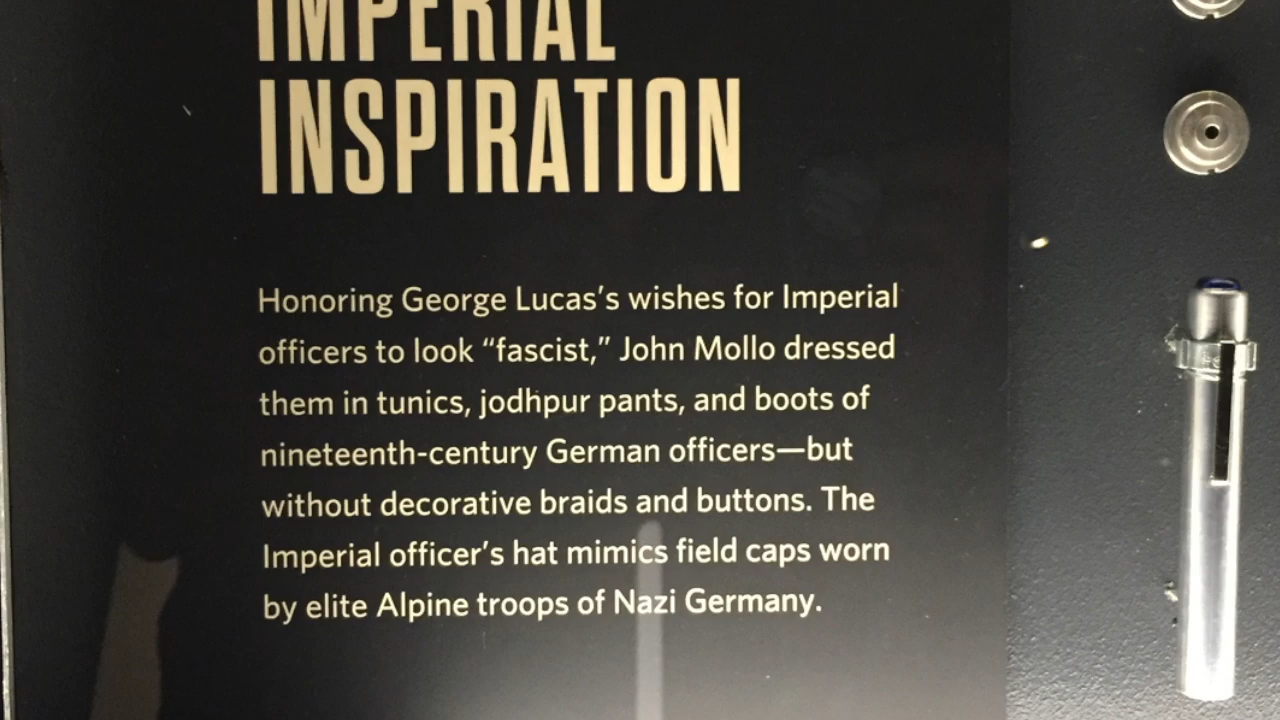 IMPERIAL
INSPIRATION
Honoring George Lucas’s wishes for Imperial
officers to look “fascist,” John Mollo dressed
them in tunics, jodhpur pants, and boots of
nineteenth-century German officers—but
without decorative braids and buttons. The
Imperial officer’s hat mimics field caps worn
by elite Alpine troops of Nazi Germany.